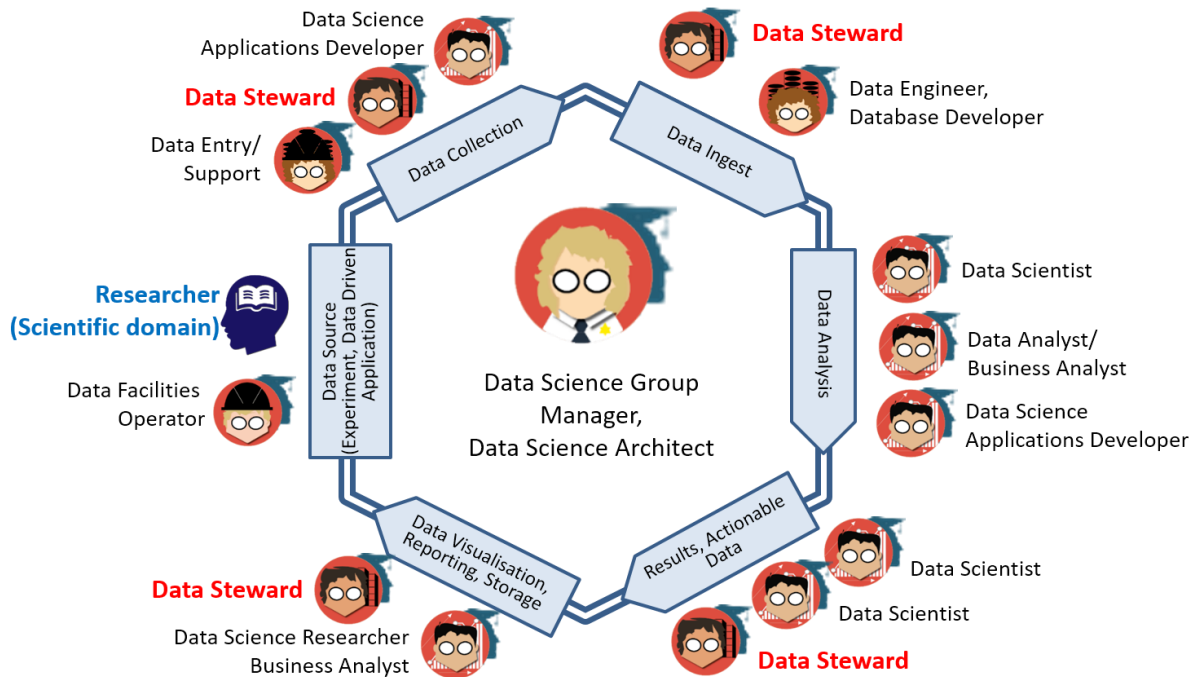 Data Science
Applications Developer
Data Steward
Data Entry/
Support
Data Collection
Data Steward
Data Engineer,
Database Developer
Data Ingest
Data Scientist
Data Analyst/
Business Analyst
Data Science
Applications Developer
Data Analysis
Researcher
(Scientific domain)
Data Facilities
Operator
Data Source
(Experiment, Data Driven
Application)
Data Science Group
Manager,
Data Science Architect
Results, Actionable
Data
Data Scientist
Data Scientist
Data Steward
Data Visualisation,
Reporting, Storage
Data Steward
Data Science Researcher
Business Analyst